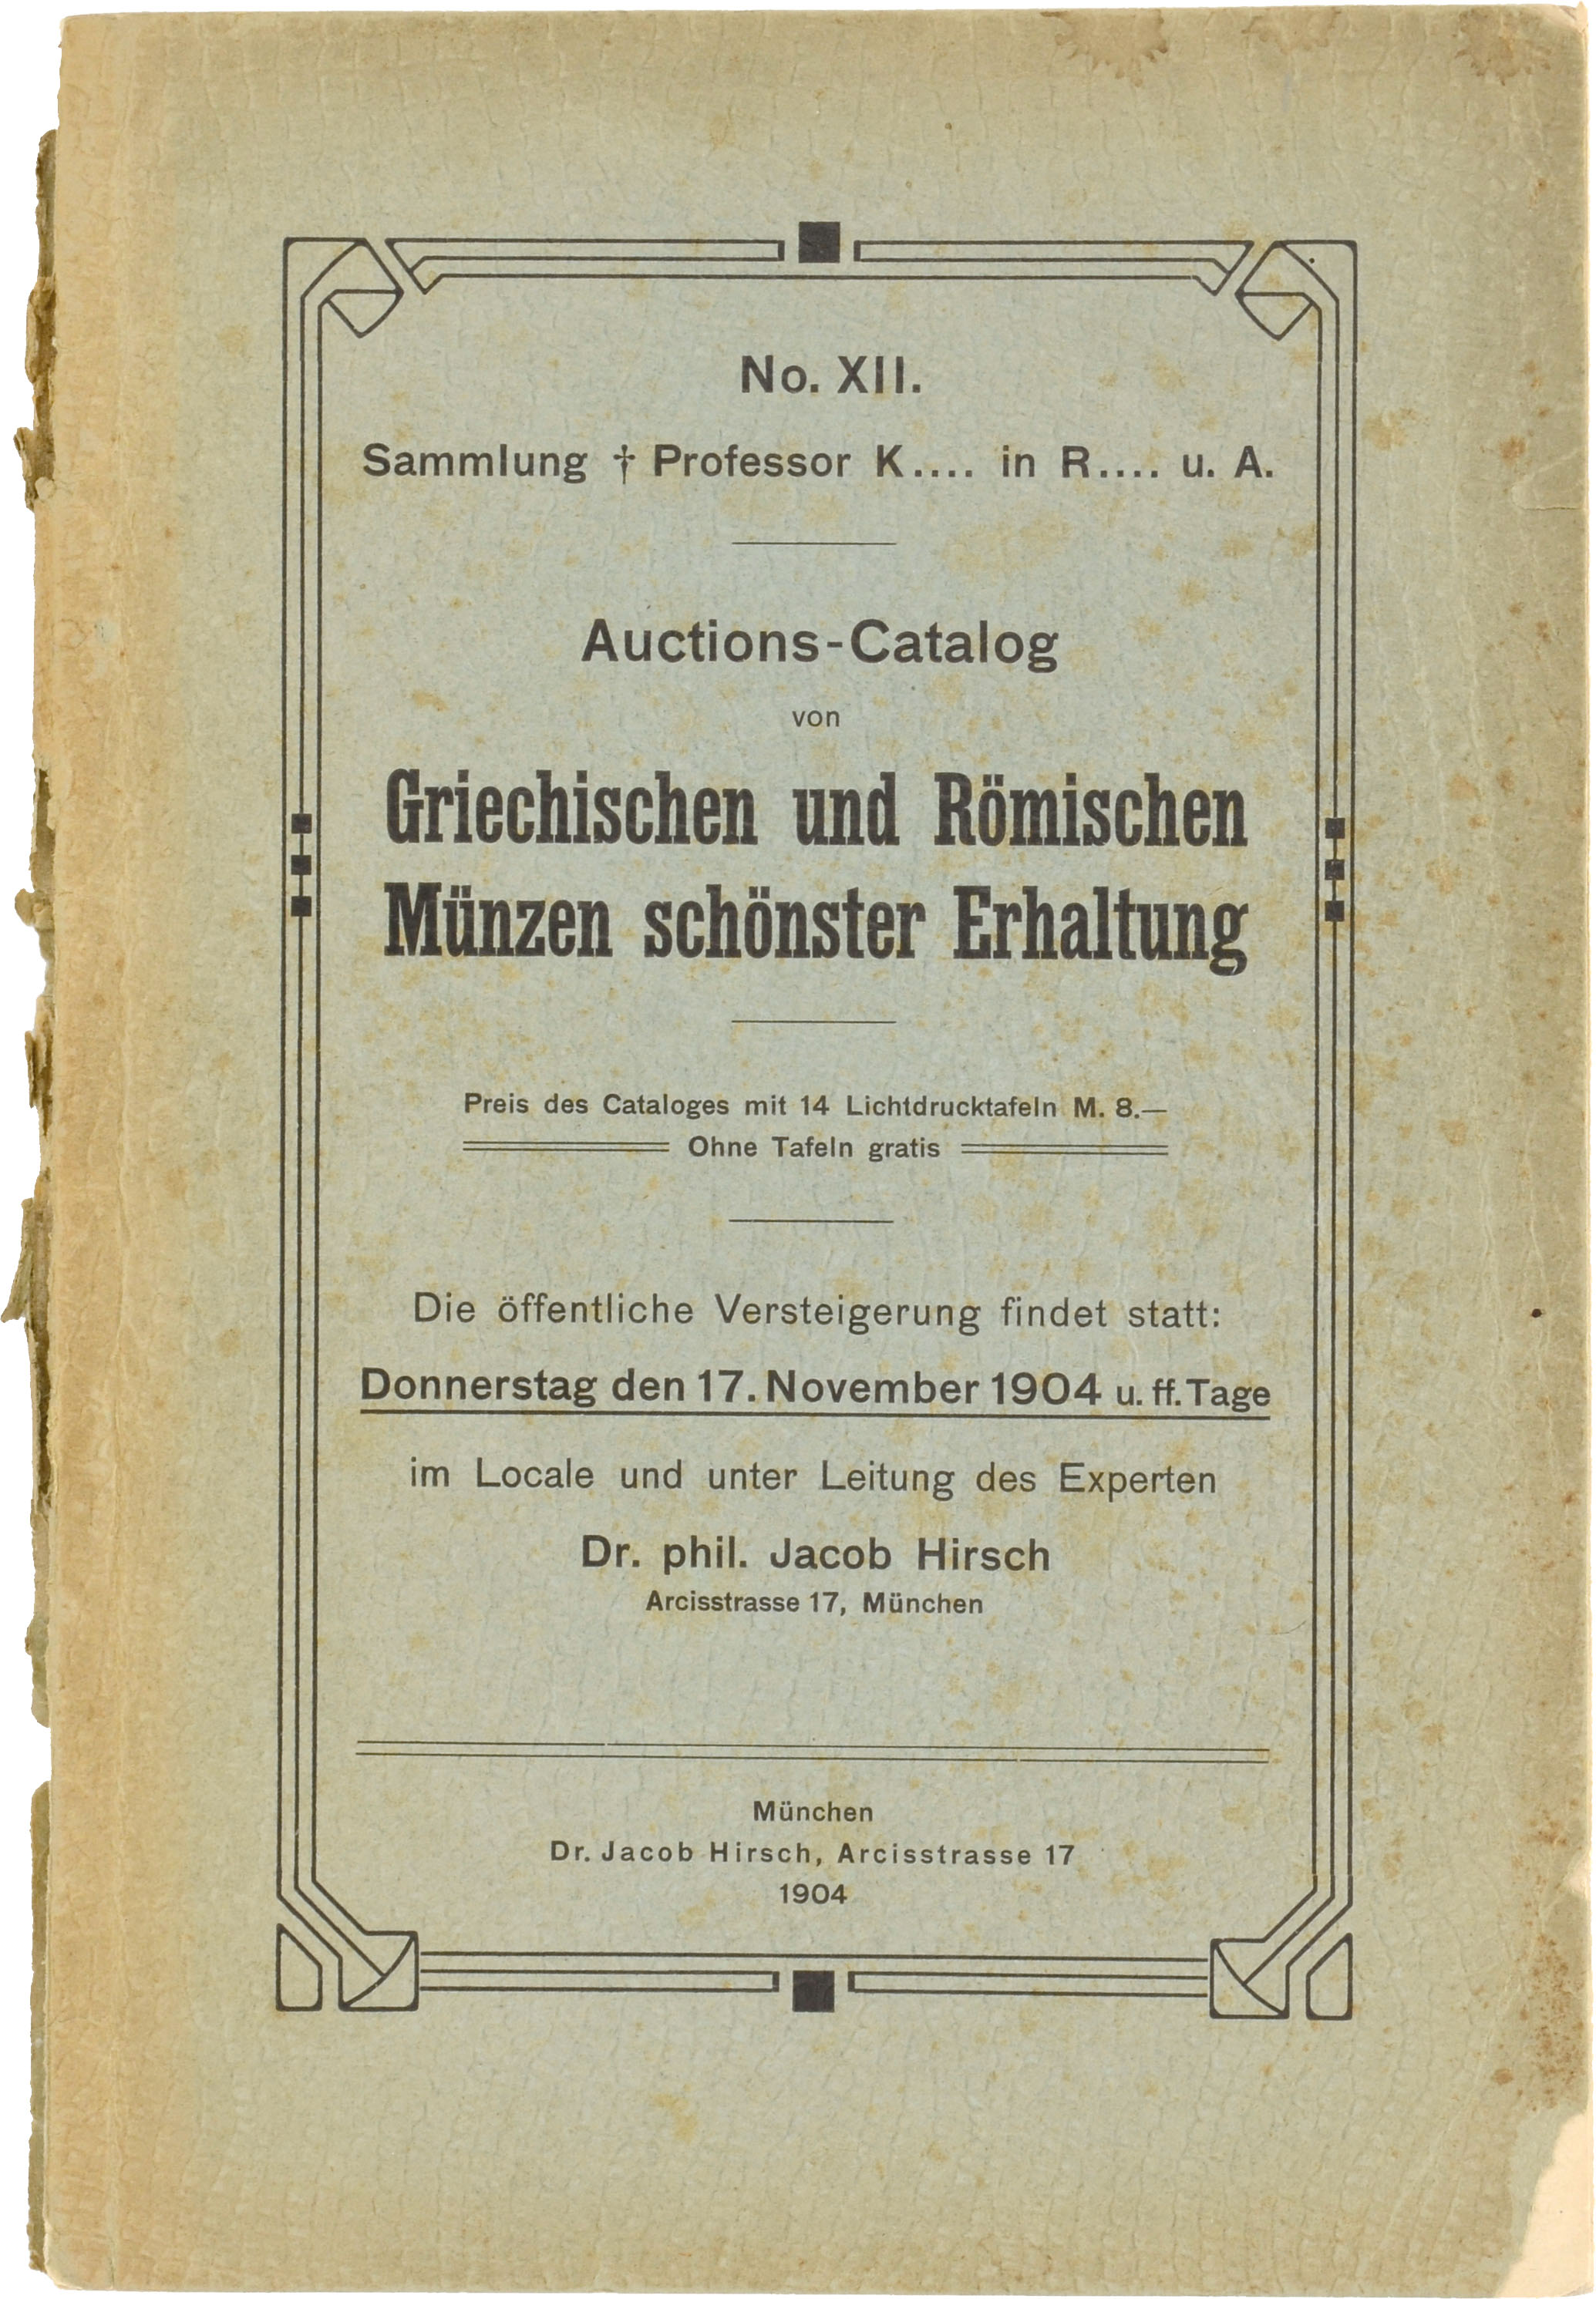 No. XII.
Sammlung † Professor K.... in R.... u. A.
Auctions-Catalog
von
Griechischen und Römischen
Münzen schönster Erhaltung
Preis des Cataloges mit 14 Lichtdrucktafeln M. 8.—
Ohne Tafeln gratis
Die öffentliche Versteigerung findet statt:
Donnerstag den 17. November 1904 u. ff. Tage
im Locale und unter Leitung des Experten
Dr. phil. Jacob Hirsch
Arcisstrasse 17, München
München
Dr. Jacob Hirsch, Arcisstrasse 17
1904